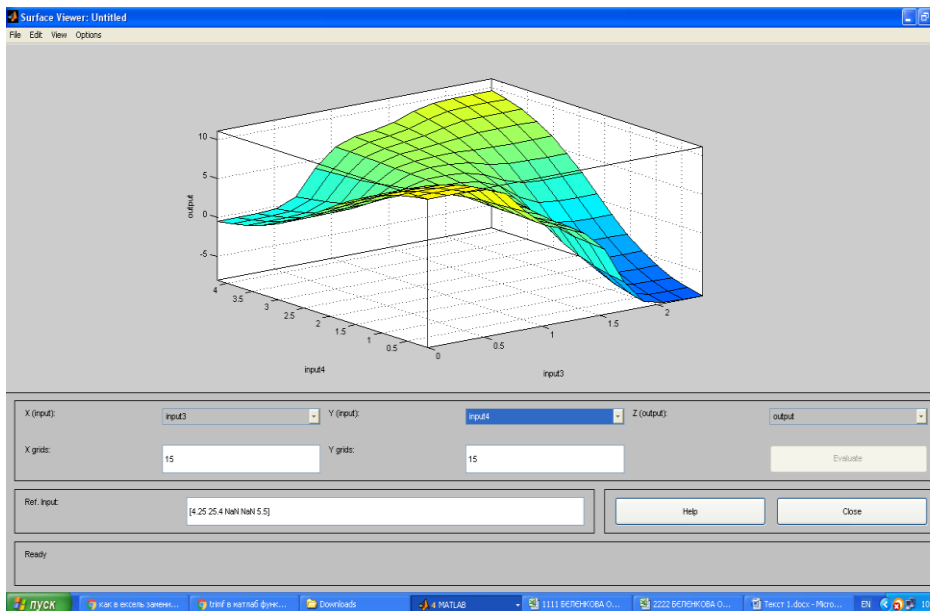 Surface Viewer: Untitled
File Edit View Options
10
5
0
-5
output
4
3.5
3
2.5
2
1.5
1
0.5
0
0.5
1
1.5
2
input4
input3
X (input): input3 Y (input): input4 Z (output): output
X grids: 15 Y grids: 15 Evaluate
Ref. Input: [4.25 25.4 NaN NaN 5.5] Help Close
Ready
пуск как в ексель замени... trimf в матлаб функ... Downloads 4 MATLAB 1111 БЕЛЕНКОВА О... 2222 БЕЛЕНКОВА О... Текст 1.docx - Micro... EN 10